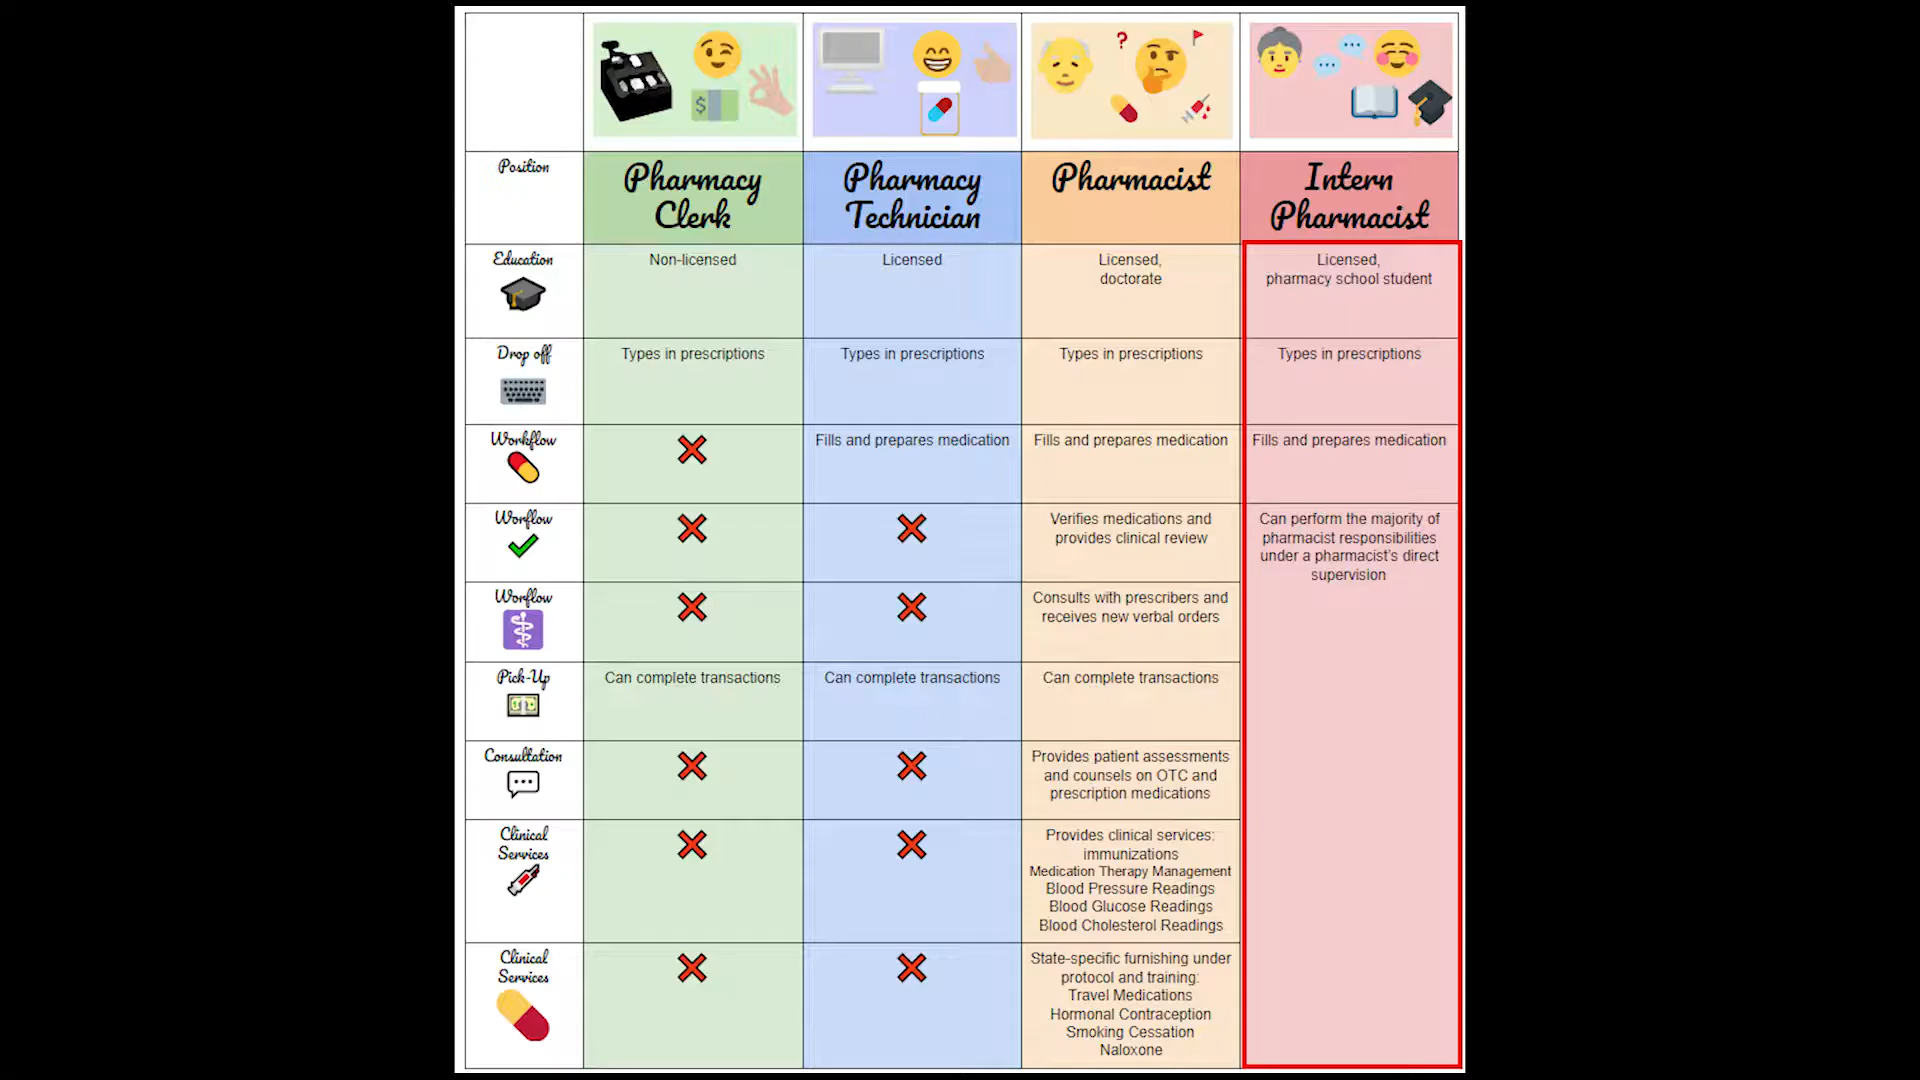 Position
Pharmacy
Clerk
Pharmacy
Technician
Pharmacist
Intern
Pharmacist
Education
Non-licensed
Licensed
Licensed,
doctorate
Licensed,
pharmacy school student
Drop off
Types in prescriptions
Types in prescriptions
Types in prescriptions
Types in prescriptions
Workflow
Fills and prepares medication
Fills and prepares medication
Fills and prepares medication
Worflow
Verifies medications and
provides clinical review
Can perform the majority of
pharmacist responsibilities
under a pharmacist's direct
supervision
Worflow
Consults with prescribers and
receives new verbal orders
Pick-Up
Can complete transactions
Can complete transactions
Can complete transactions
Consultation
Provides patient assessments
and counsels on OTC and
prescription medications
Clinical
Services
Provides clinical services:
immunizations
Medication Therapy Management
Blood Pressure Readings
Blood Glucose Readings
Blood Cholesterol Readings
Clinical
Services
State-specific furnishing under
protocol and training:
Travel Medications
Hormonal Contraception
Smoking Cessation
Naloxone